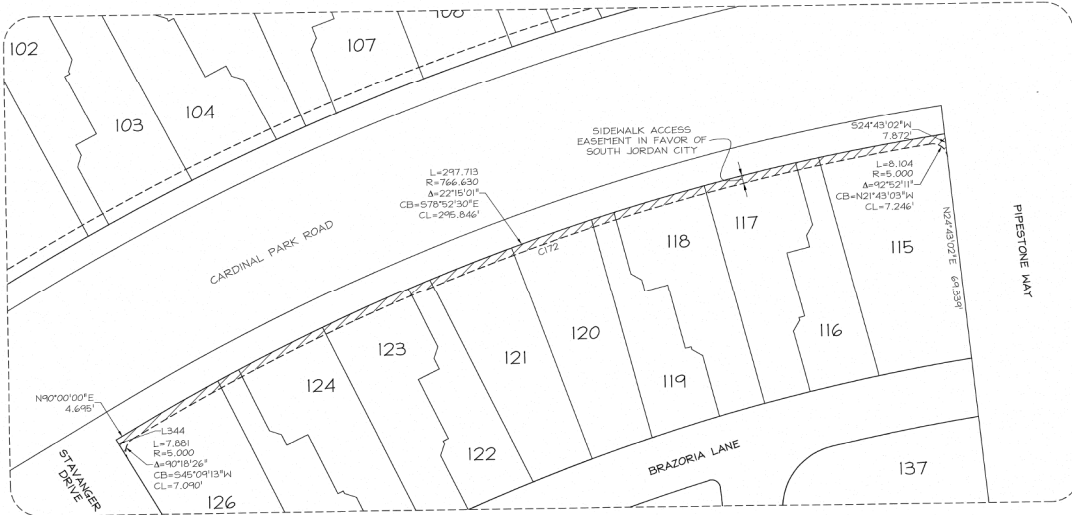 102
103
104
107
108
SIDEWALK ACCESS
EASEMENT IN FAVOR OF
SOUTH JORDAN CITY
S24°43'02"W
7.872'
L=8.104
R=5.000
Δ=92°52'11"
CB=N21°43'03"W
CL=7.246'
L=297.713
R=766.630
Δ=22°15'01"
CB=S78°52'30"E
CL=295.846'
CARDINAL PARK ROAD
C172
N24°43'02"E 69.339'
PIPESTONE WAY
115
116
117
118
119
120
121
122
123
124
126
137
N90°00'00"E
4.695'
L344
L=7.881
R=5.000
Δ=90°18'26"
CB=S45°09'13"W
CL=7.090'
STAVANGER
DRIVE
BRAZORIA LANE